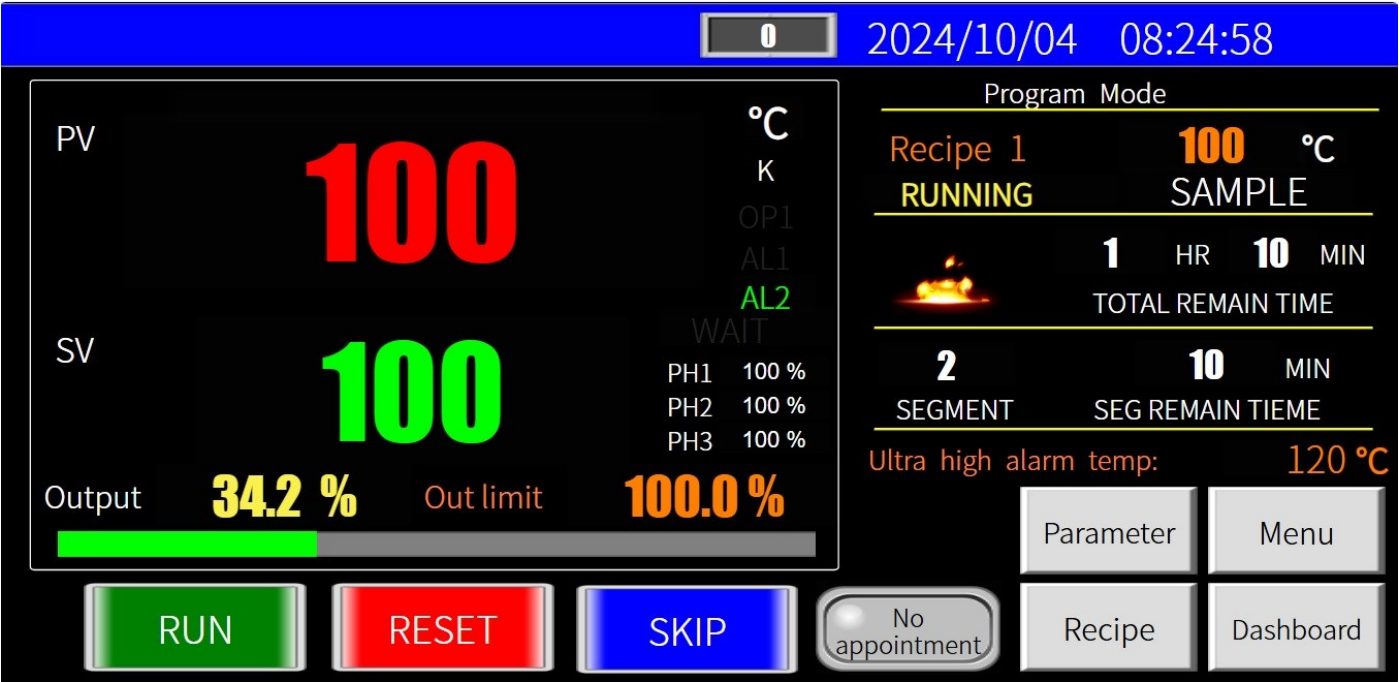 0 2024/10/04 08:24:58
Program Mode
PV 100 °C
K
OP1
AL1
AL2
WAIT
SV 100
PH1 100 %
PH2 100 %
PH3 100 %
Output 34.2 % Out limit 100.0 %
Recipe 1 100 °C
RUNNING SAMPLE
1 HR 10 MIN
TOTAL REMAIN TIME
2 10 MIN
SEGMENT SEG REMAIN TIEME
Ultra high alarm temp: 120 °C
Parameter Menu
RUN RESET SKIP
No
appointment
Recipe Dashboard